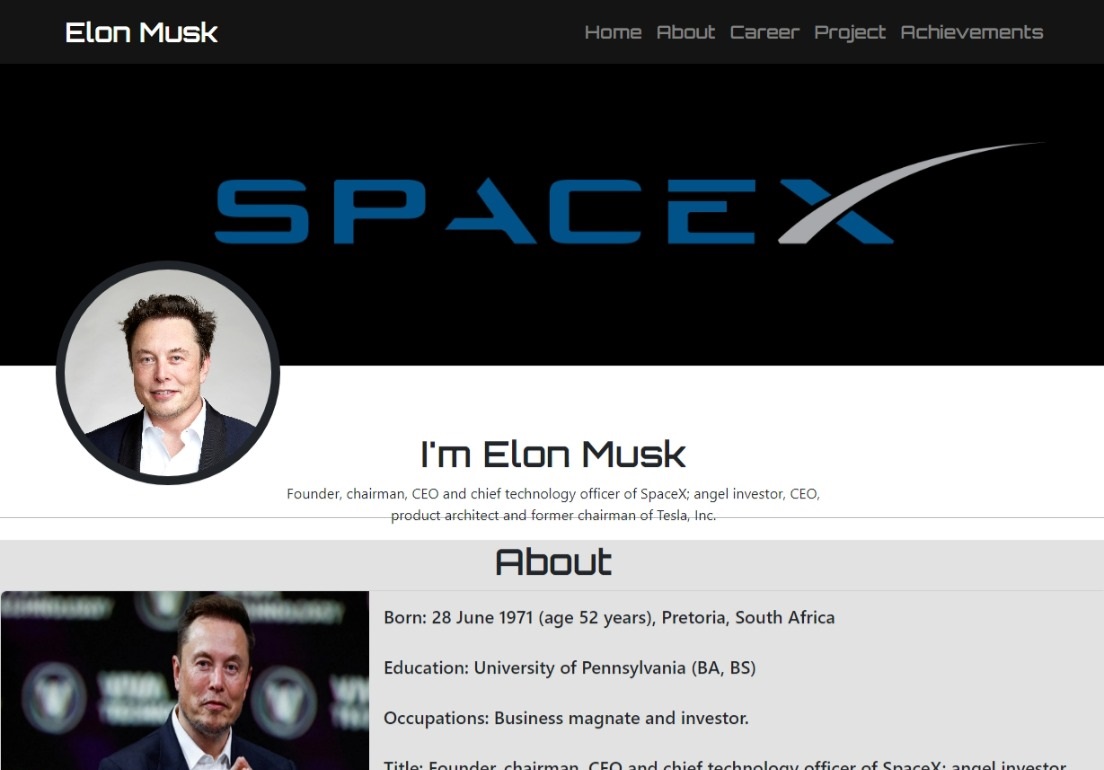 Elon Musk
Home About Career Project Achievements
SPACEX
I'm Elon Musk
Founder, chairman, CEO and chief technology officer of SpaceX; angel investor, CEO,
product architect and former chairman of Tesla, Inc.
About
Born: 28 June 1971 (age 52 years), Pretoria, South Africa
Education: University of Pennsylvania (BA, BS)
Occupations: Business magnate and investor.
Title: Founder, chairman, CEO and chief technology officer of SpaceX; angel investor,